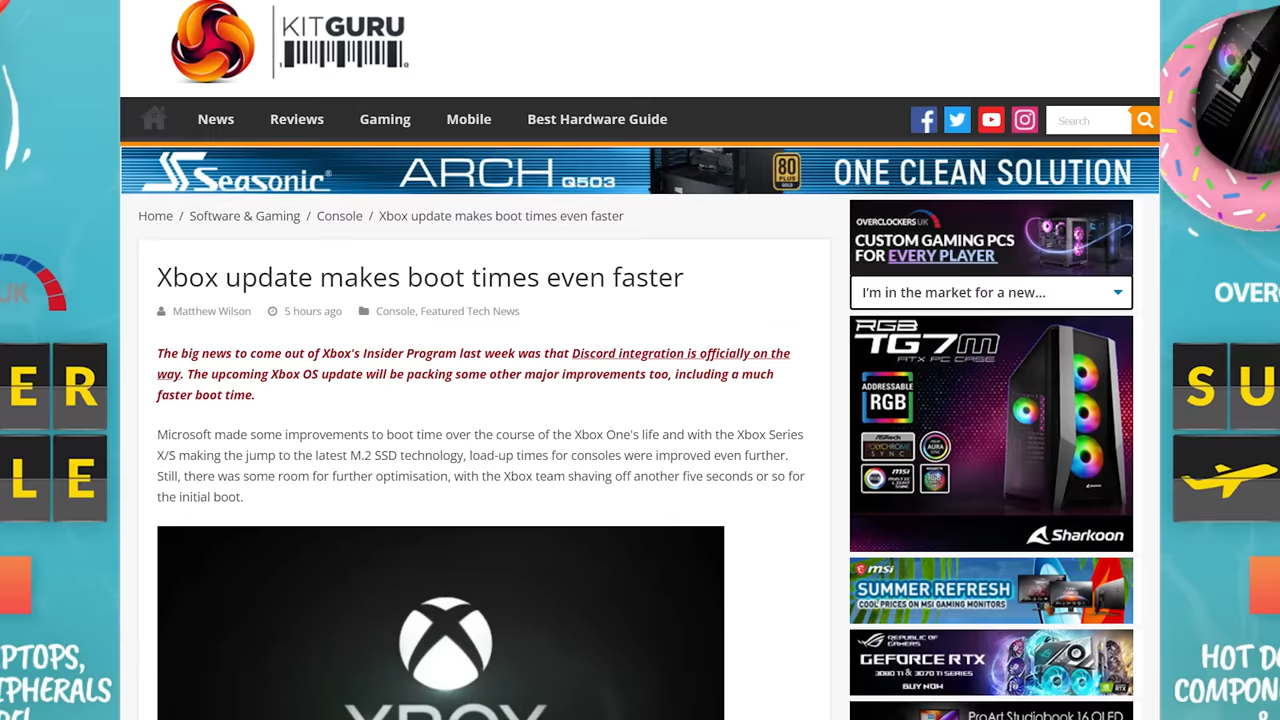 KITGURU
News Reviews Gaming Mobile Best Hardware Guide
Search
Seasonic® ARCH Q503 80 PLUS GOLD ONE CLEAN SOLUTION
Home / Software & Gaming / Console / Xbox update makes boot times even faster
Xbox update makes boot times even faster
Matthew Wilson 5 hours ago Console, Featured Tech News
The big news to come out of Xbox's Insider Program last week was that Discord integration is officially on the
way. The upcoming Xbox OS update will be packing some other major improvements too, including a much
faster boot time.
Microsoft made some improvements to boot time over the course of the Xbox One's life and with the Xbox Series
X/S making the jump to the latest M.2 SSD technology, load-up times for consoles were improved even further.
Still, there was some room for further optimisation, with the Xbox team shaving off another five seconds or so for
the initial boot.
XBOX
OVERCLOCKERS UK
CUSTOM GAMING PCS
FOR EVERY PLAYER
I'm in the market for a new...
RGB
TG7M
ATX PC CASE
ADDRESSABLE
RGB
ASRock
POLYCHROME
SYNC
AURA
SYNC
msi
MYSTIC
LIGHT
SYNC
RGB
Sharkoon
msi
SUMMER REFRESH
COOL PRICES ON MSI GAMING MONITORS
REPUBLIC OF
GAMERS
GEFORCE RTX
3080 TI & 3070 TI SERIES
BUY NOW
ProArt Studiobook 16 OLED
UK
ER
LE
PTOPS,
IPHERALS
OVER
SU
HOT D
COMPON
&